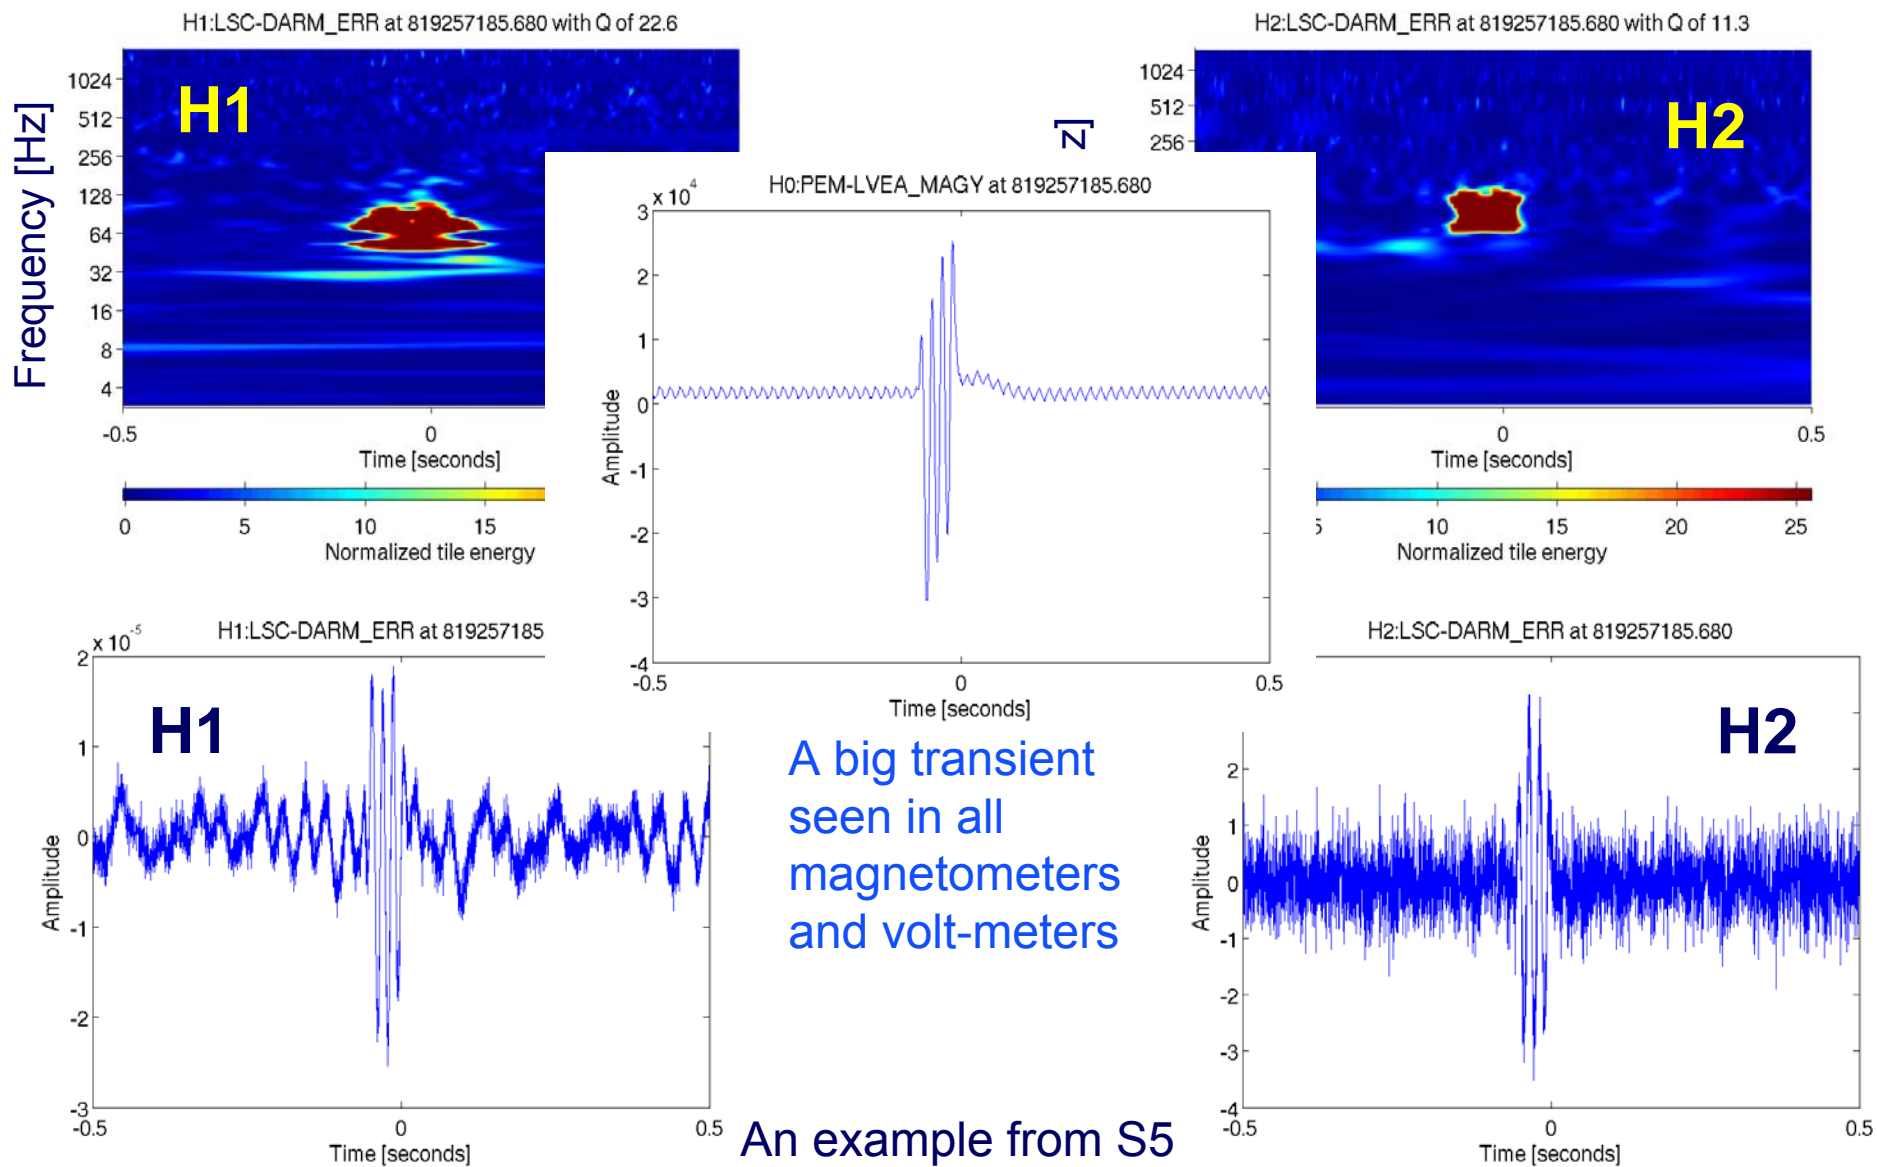 H1:LSC-DARM_ERR at 819257185.680 with Q of 22.6
H1
Frequency [Hz]
1024
512
256
128
64
32
16
8
4
-0.5
0
Time [seconds]
0
5
10
15
Normalized tile energy
H2:LSC-DARM_ERR at 819257185.680 with Q of 11.3
H2
z]
1024
512
256
0
0.5
Time [seconds]
5
10
15
20
25
Normalized tile energy
H0:PEM-LVEA_MAGY at 819257185.680
x 10^4
Amplitude
3
2
1
0
-1
-2
-3
-4
-0.5
0
0.5
Time [seconds]
H1:LSC-DARM_ERR at 819257185
x 10^-5
H1
Amplitude
2
1
0
-1
-2
-3
-0.5
0
0.5
Time [seconds]
A big transient
seen in all
magnetometers
and volt-meters
H2:LSC-DARM_ERR at 819257185.680
H2
Amplitude
2
1
0
-1
-2
-3
-4
-0.5
0
0.5
Time [seconds]
An example from S5